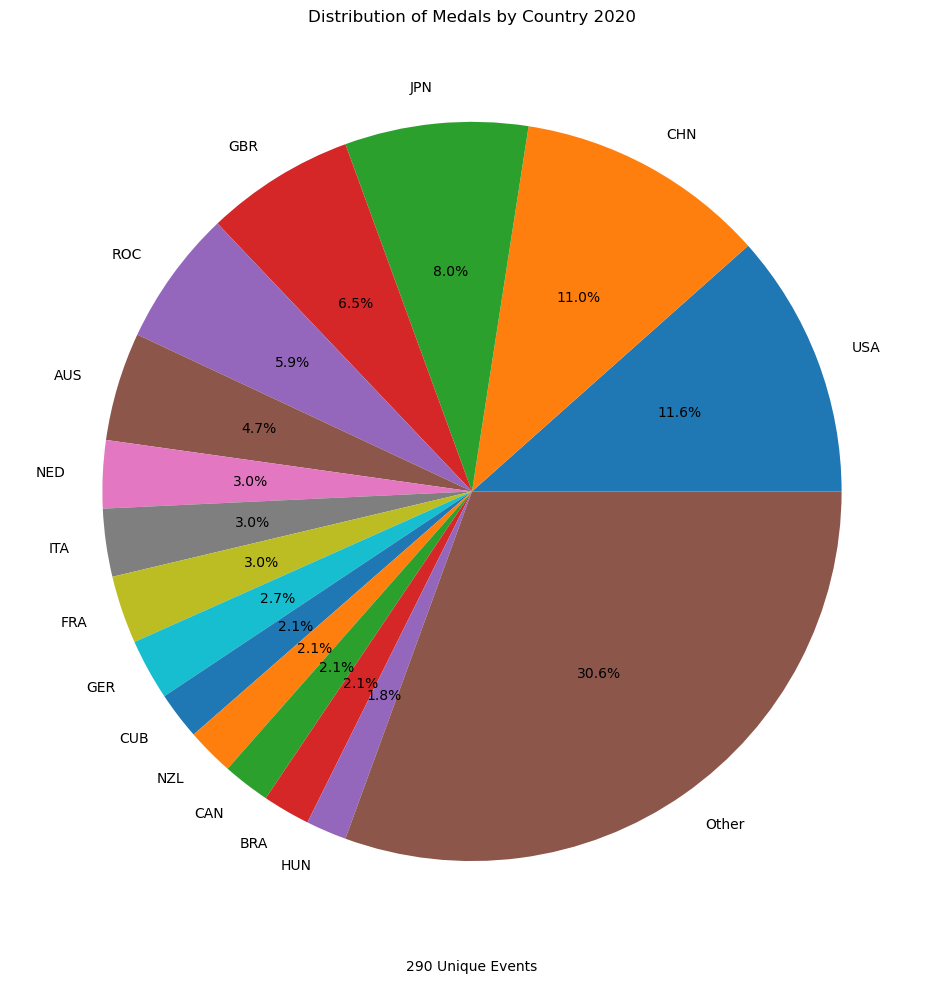 Distribution of Medals by Country 2020
JPN
CHN
GBR
ROC
8.0%
11.0%
6.5%
USA
5.9%
AUS
11.6%
4.7%
NED
3.0%
3.0%
ITA
3.0%
2.7%
FRA
2.1%
2.1%
2.1%
30.6%
2.1%
GER
1.8%
CUB
NZL
CAN
Other
BRA
HUN
290 Unique Events